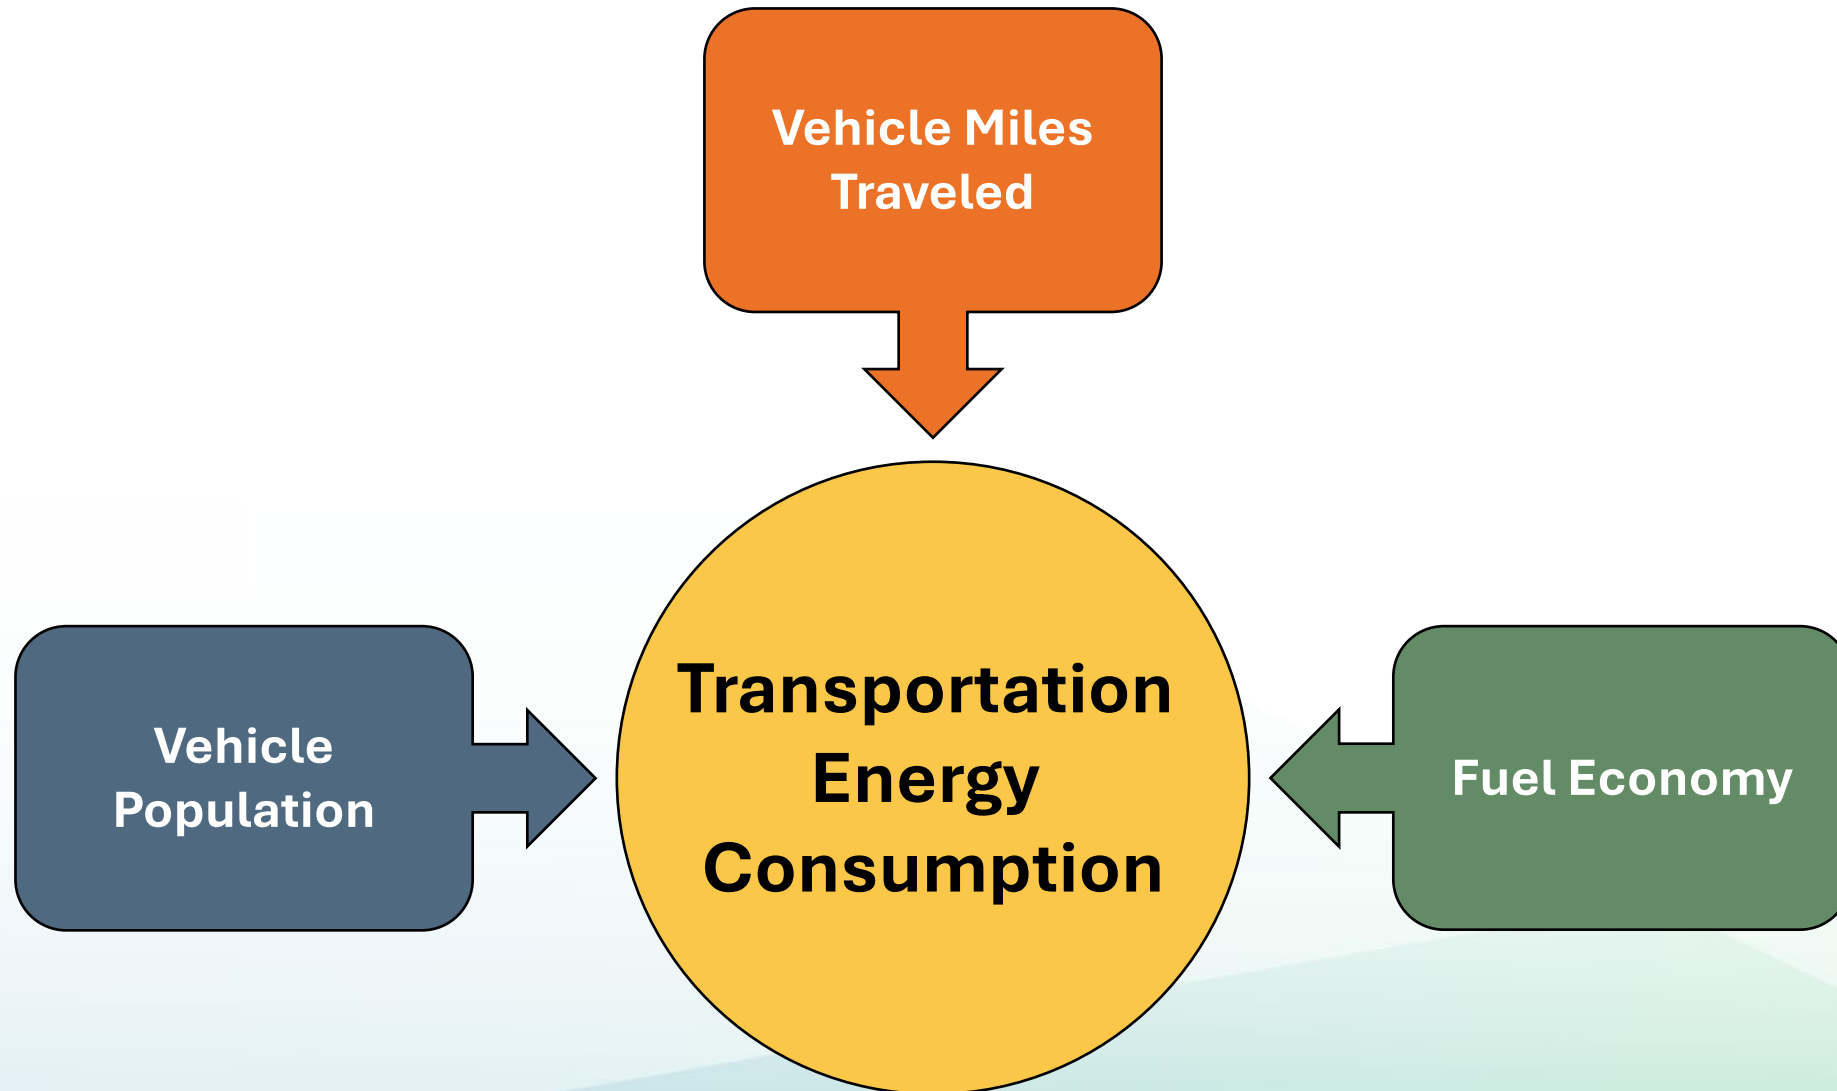 Vehicle Miles
Traveled
Vehicle
Population
Transportation
Energy
Consumption
Fuel Economy